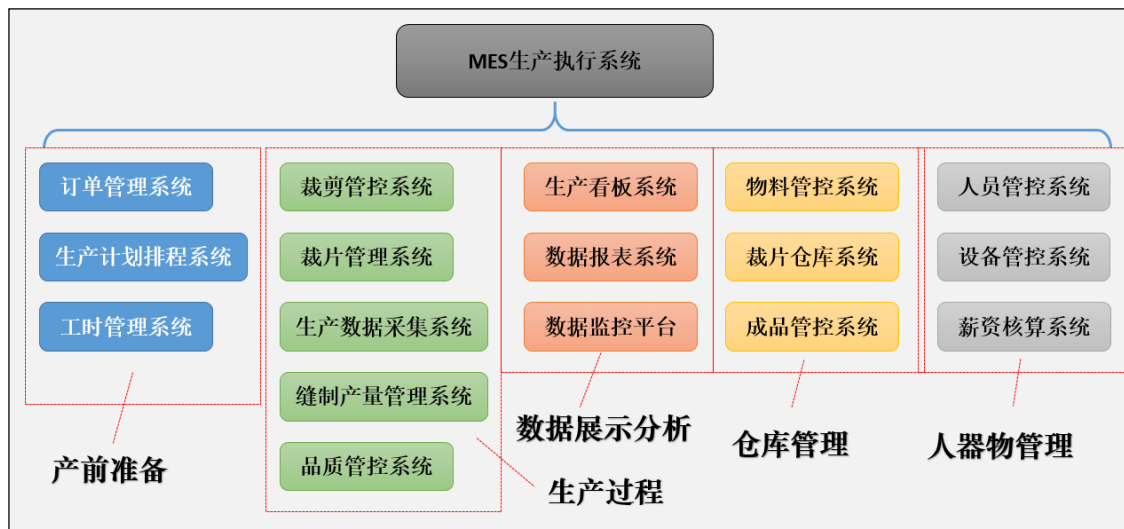 MES生产执行系统
订单管理系统
生产计划排程系统
工时管理系统
产前准备
裁剪管控系统
裁片管理系统
生产数据采集系统
缝制产量管理系统
品质管控系统
生产过程
生产看板系统
数据报表系统
数据监控平台
数据展示分析
物料管控系统
裁片仓库系统
成品管控系统
仓库管理
人员管控系统
设备管控系统
薪资核算系统
人器物管理